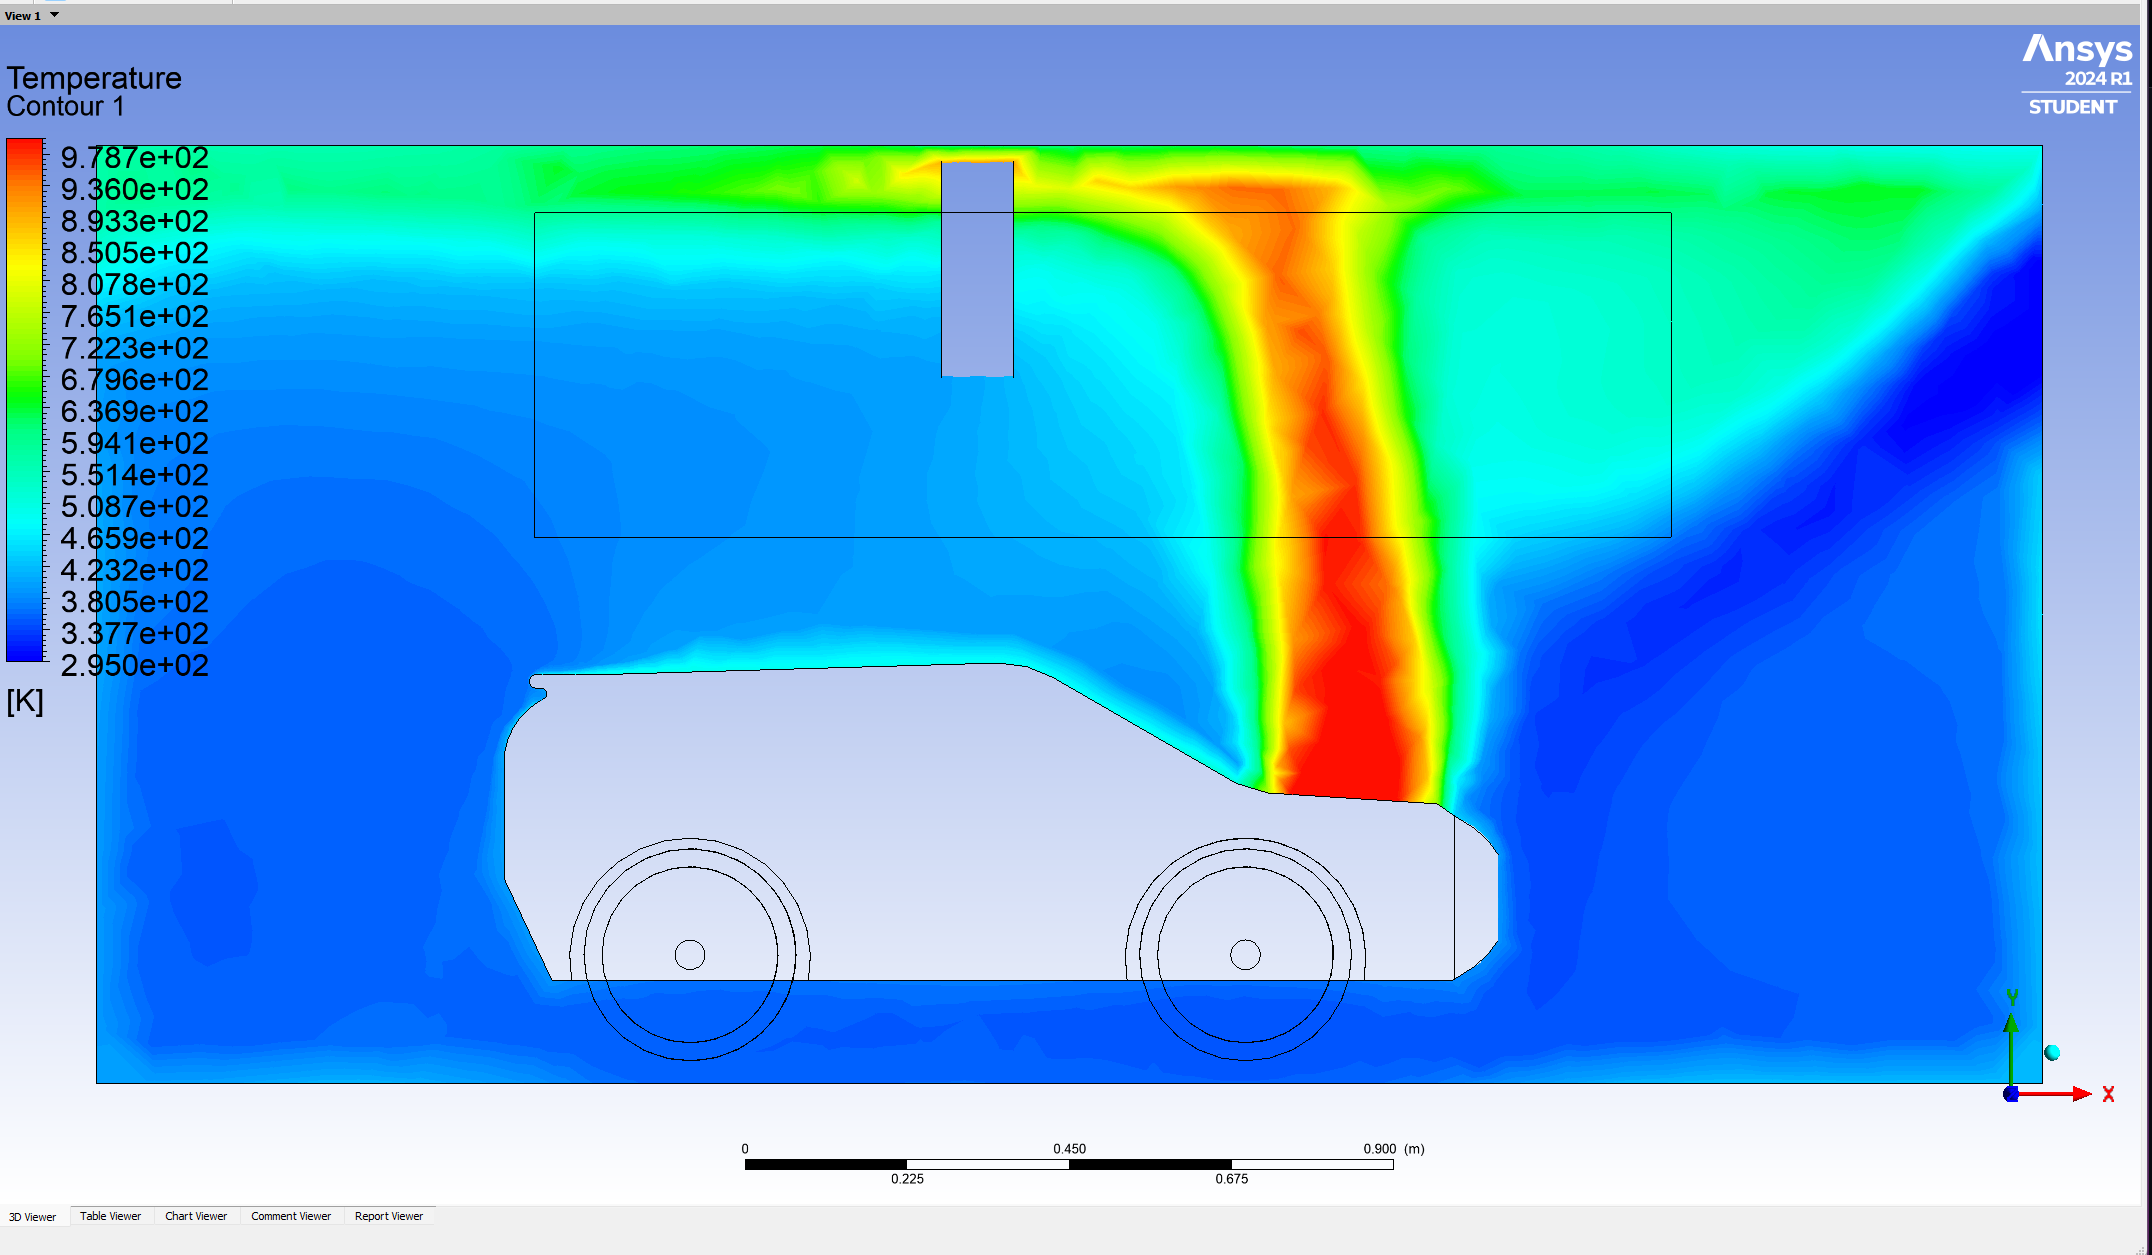 View 1
Ansys
2024 R1
STUDENT
Temperature
Contour 1
9.787e+02
9.360e+02
8.933e+02
8.505e+02
8.078e+02
7.651e+02
7.223e+02
6.796e+02
6.369e+02
5.941e+02
5.514e+02
5.087e+02
4.659e+02
4.232e+02
3.805e+02
3.377e+02
2.950e+02
[K]
Y
X
0 0.450 0.900 (m)
0.225 0.675
3D Viewer Table Viewer Chart Viewer Comment Viewer Report Viewer